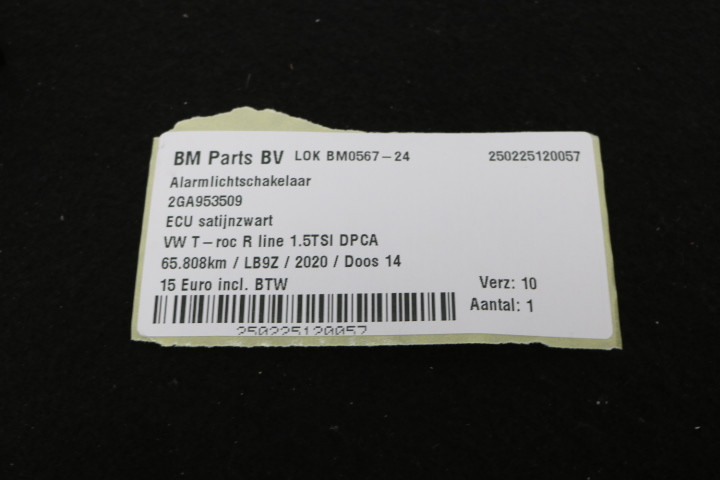 BM Parts BV LOK BM0567-24 250225120057
Alarmlichtschakelaar
2GA953509
ECU satijnzwart
VW T-roc R line 1.5TSI DPCA
65.808km / LB9Z / 2020 / Doos 14
15 Euro incl. BTW Verz: 10
Aantal: 1
250225120057